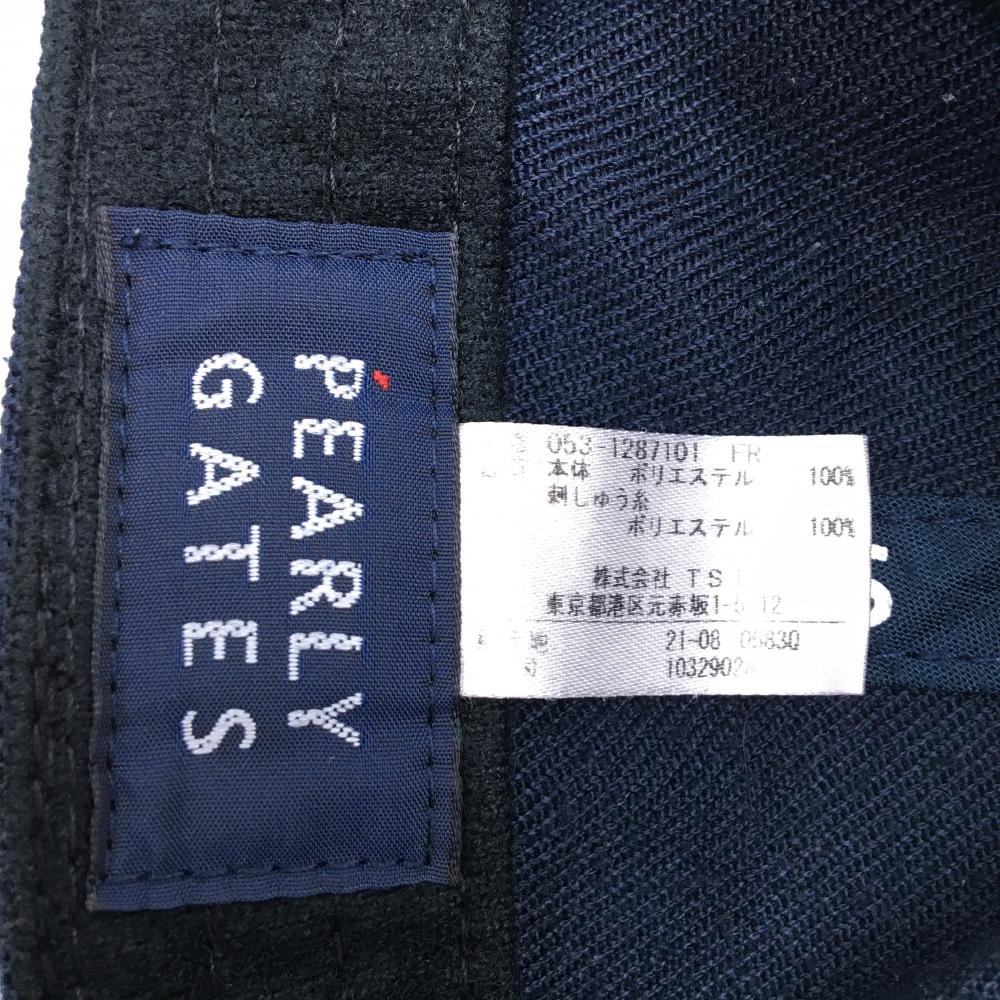 PEARLY
GATES
053-1287101 FR
本体 ポリエステル 100%
刺しゅう糸
ポリエステル 100%
株式会社 TSI
東京都港区元赤坂1-5-12
21-08